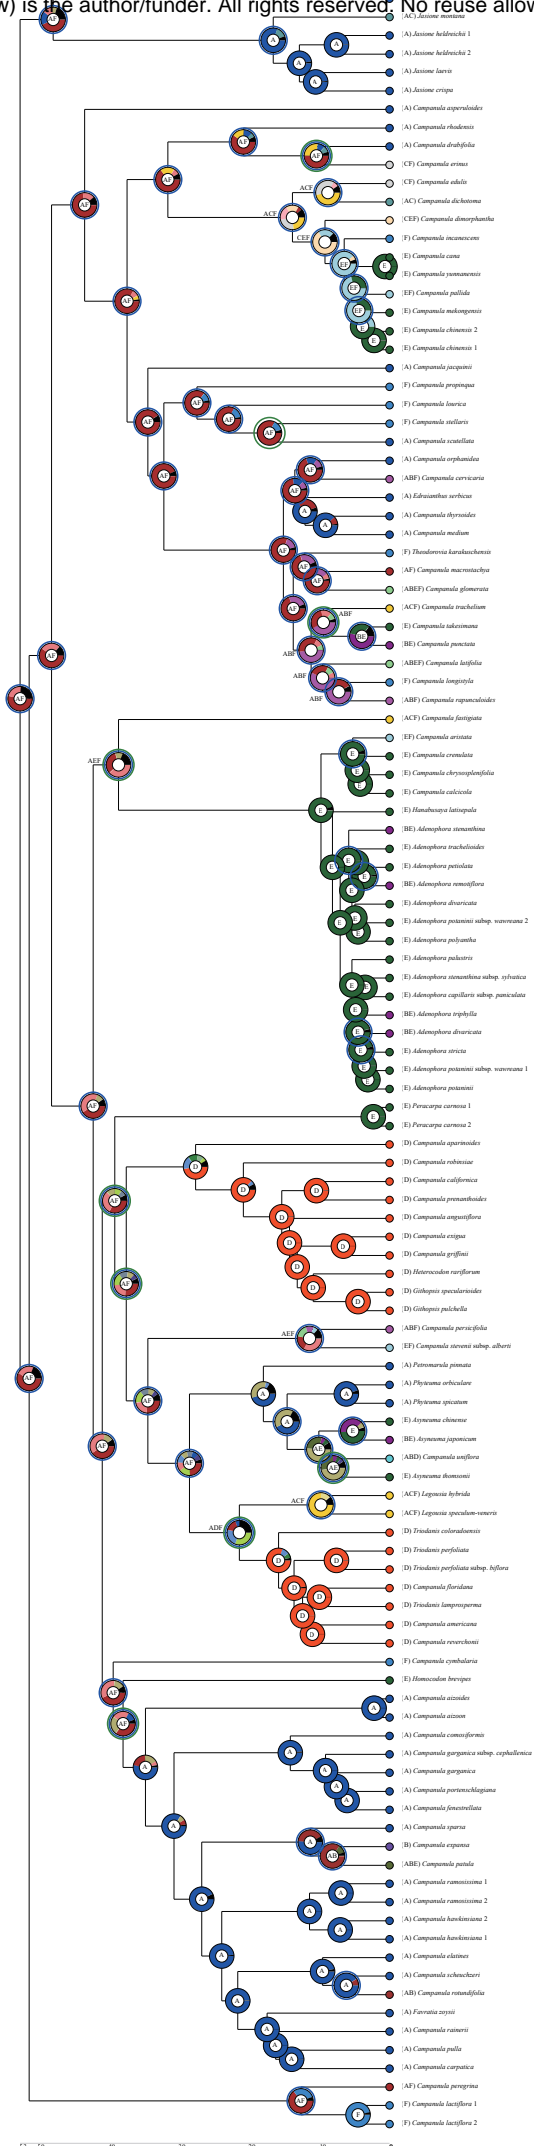 w) is the author/funder. All rights reserved. No reuse allow
(AC) Jasione montana
(A) Jasione heldreichii 1
(A) Jasione heldreichii 2
(A) Jasione laevis
(A) Jasione crispa
(A) Campanula asperuloides
(A) Campanula rhodensis
(A) Campanula drabifolia
(CF) Campanula erinus
(CF) Campanula edulis
(AC) Campanula dichotoma
(CEF) Campanula dimorphantha
(F) Campanula incanescens
(E) Campanula cana
(E) Campanula yunnanensis
(EF) Campanula pallida
(E) Campanula mekongensis
(E) Campanula chinensis 2
(E) Campanula chinensis 1
(A) Campanula jacquinii
(F) Campanula propinqua
(F) Campanula lourica
(F) Campanula stellaris
(A) Campanula scutellata
(A) Campanula orphanidea
(ABF) Campanula cervicaria
(A) Edraianthus serbicus
(A) Campanula thyrsoides
(A) Campanula medium
(F) Theodorovia karakuschensis
(AF) Campanula macrostachya
(ABEF) Campanula glomerata
(ACF) Campanula trachelium
(E) Campanula takesimana
(BE) Campanula punctata
(ABEF) Campanula latifolia
(F) Campanula longistyla
(ABF) Campanula rapunculoides
(ACF) Campanula fastigiata
(EF) Campanula aristata
(E) Campanula crenulata
(E) Campanula chrysospleniifolia
(E) Campanula calcicola
(E) Hanabusaya latisepala
(BE) Adenophora stenanthina
(E) Adenophora trachelioides
(E) Adenophora petiolata
(BE) Adenophora remotiflora
(E) Adenophora divaricata
(E) Adenophora potaninii subsp. wawreana 2
(E) Adenophora polyantha
(E) Adenophora palustris
(E) Adenophora stenanthina subsp. sylvatica
(E) Adenophora capillaris subsp. paniculata
(BE) Adenophora triphylla
(BE) Adenophora divaricata
(E) Adenophora stricta
(E) Adenophora potaninii subsp. wawreana 1
(E) Adenophora potaninii
(E) Peracarpa carnosa 1
(E) Peracarpa carnosa 2
(D) Campanula aparinoides
(D) Campanula robinsiae
(D) Campanula californica
(D) Campanula prenanthoides
(D) Campanula angustiflora
(D) Campanula exigua
(D) Campanula griffinii
(D) Heterocodon rariflorum
(D) Githopsis specularioides
(D) Githopsis pulchella
(ABF) Campanula persicifolia
(EF) Campanula stevenii subsp. alberti
(A) Petromarula pinnata
(A) Phyteuma orbiculare
(A) Phyteuma spicatum
(E) Asyneuma chinense
(BE) Asyneuma japonicum
(ABD) Campanula uniflora
(E) Asyneuma thomsonii
(ACF) Legousia hybrida
(ACF) Legousia speculum-veneris
(D) Triodanis coloradoensis
(D) Triodanis perfoliata
(D) Triodanis perfoliata subsp. biflora
(D) Campanula floridana
(D) Triodanis lamprosperma
(D) Campanula americana
(D) Campanula reverchonii
(F) Campanula cymbalaria
(E) Homocodon brevipes
(A) Campanula aizoides
(A) Campanula aizoon
(A) Campanula comosiformis
(A) Campanula garganica subsp. cephallenica
(A) Campanula garganica
(A) Campanula portenschlagiana
(A) Campanula fenestrellata
(A) Campanula sparsa
(B) Campanula expansa
(ABE) Campanula patula
(A) Campanula ramosissima 1
(A) Campanula ramosissima 2
(A) Campanula hawkinsiana 2
(A) Campanula hawkinsiana 1
(A) Campanula elatines
(A) Campanula scheuchzeri
(AB) Campanula rotundifolia
(A) Favratia zoysii
(A) Campanula rainerii
(A) Campanula pulla
(A) Campanula carpatica
(AF) Campanula peregrina
(F) Campanula lactiflora 1
(F) Campanula lactiflora 2